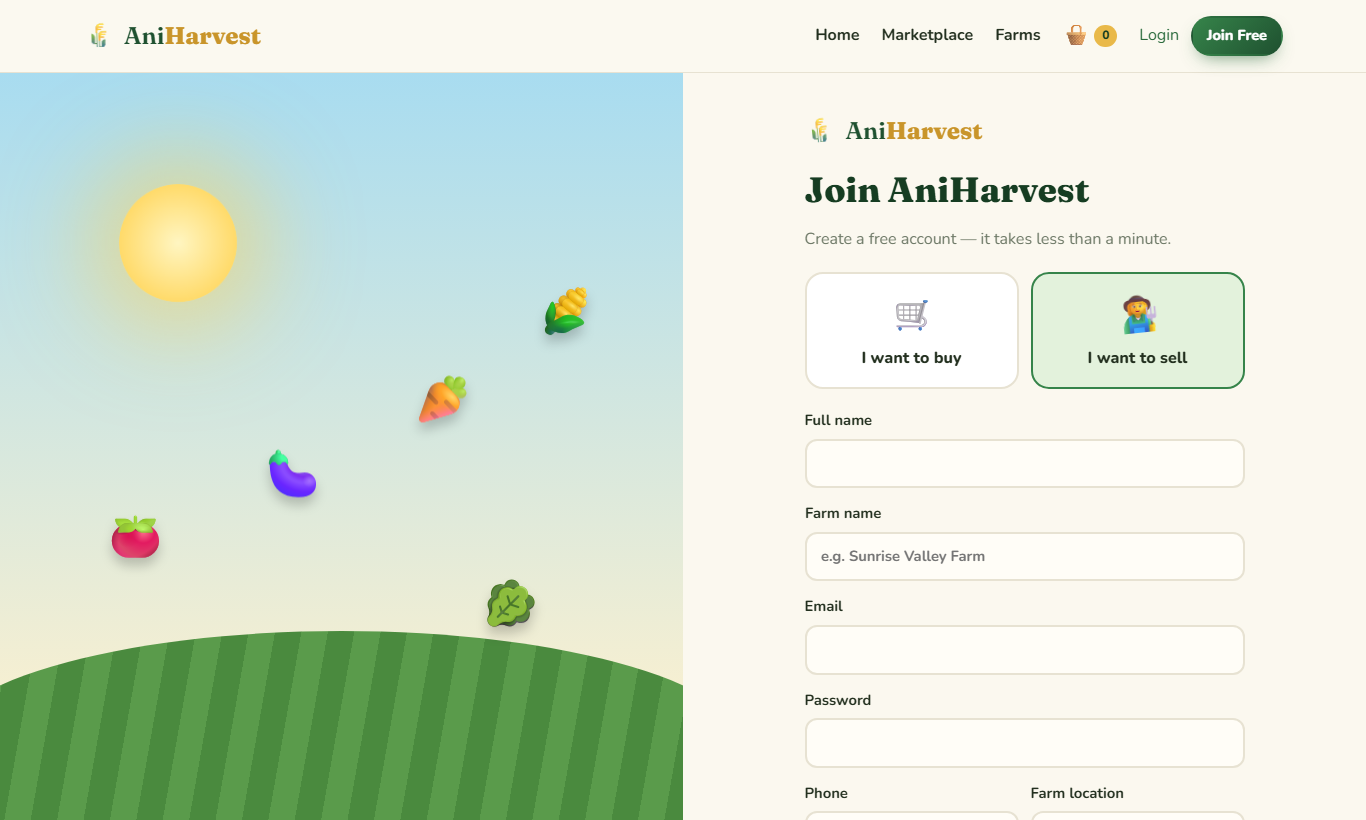 AniHarvest
Home Marketplace Farms 0 Login Join Free
AniHarvest
Join AniHarvest
Create a free account — it takes less than a minute.
I want to buy I want to sell
Full name
Farm name
e.g. Sunrise Valley Farm
Email
Password
Phone Farm location